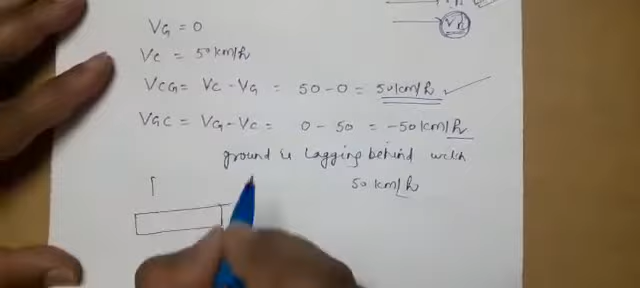 VG = 0
VC = 50 km/h
VCG = VC - VG = 50 - 0 = 50 km/h
VGC = VG - VC = 0 - 50 = -50 km/h
ground is lagging behind with
50 km/h